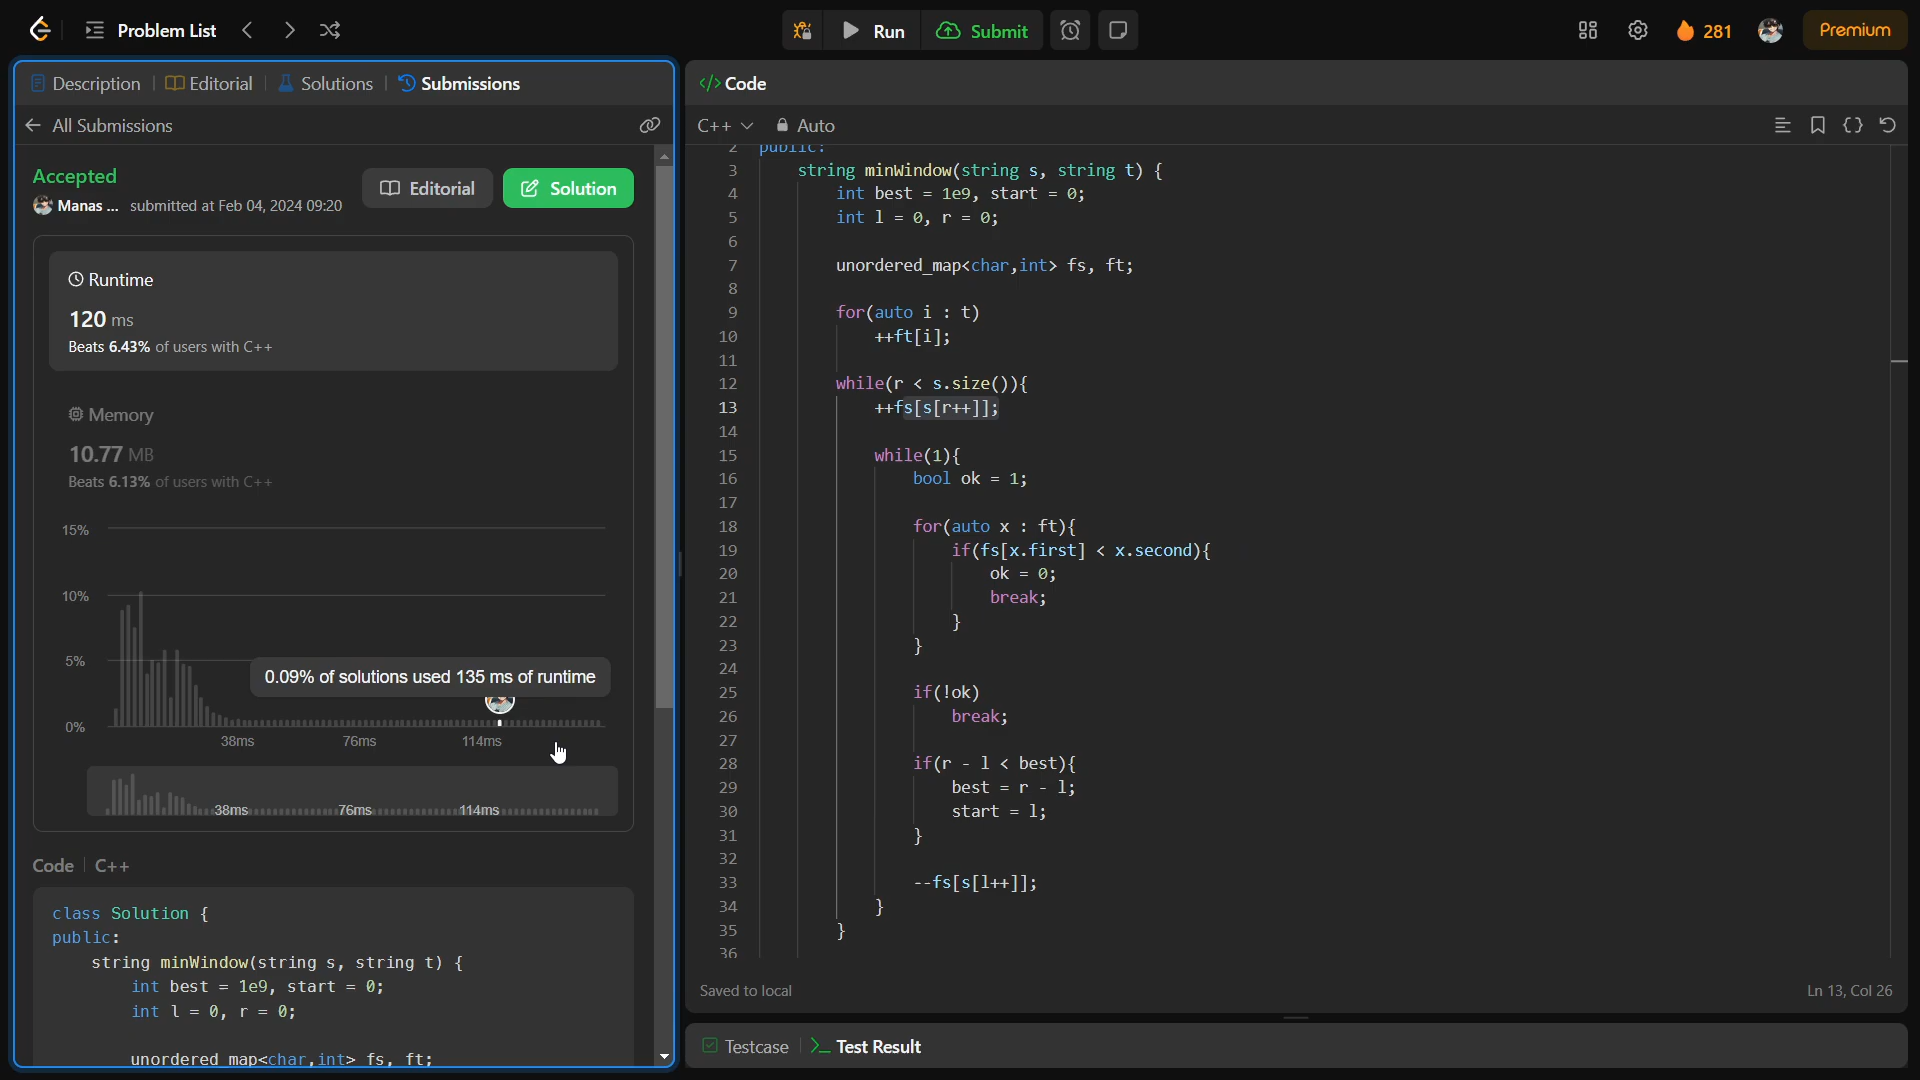 Problem List
Run
Submit
281
Premium
Description
Editorial
Solutions
Submissions
All Submissions
Accepted
Manas ... submitted at Feb 04, 2024 09:20
Editorial
Solution
Runtime
120 ms
Beats 6.43% of users with C++
Memory
10.77 MB
Beats 6.13% of users with C++
15%
10%
5%
0%
0.09% of solutions used 135 ms of runtime
38ms 76ms 114ms
38ms 76ms 114ms
Code C++
class Solution {
public:
string minWindow(string s, string t) {
int best = 1e9, start = 0;
int l = 0, r = 0;
unordered_map<char,int> fs, ft;
</> Code
C++ Auto
2 public:
3 string minWindow(string s, string t) {
4 int best = 1e9, start = 0;
5 int l = 0, r = 0;
6
7 unordered_map<char,int> fs, ft;
8
9 for(auto i : t)
10 ++ft[i];
11
12 while(r < s.size()){
13 ++fs[s[r++]];
14
15 while(1){
16 bool ok = 1;
17
18 for(auto x : ft){
19 if(fs[x.first] < x.second){
20 ok = 0;
21 break;
22 }
23 }
24
25 if(!ok)
26 break;
27
28 if(r - l < best){
29 best = r - l;
30 start = l;
31 }
32
33 --fs[s[l++]];
34 }
35 }
36
Saved to local
Ln 13, Col 26
Testcase
Test Result